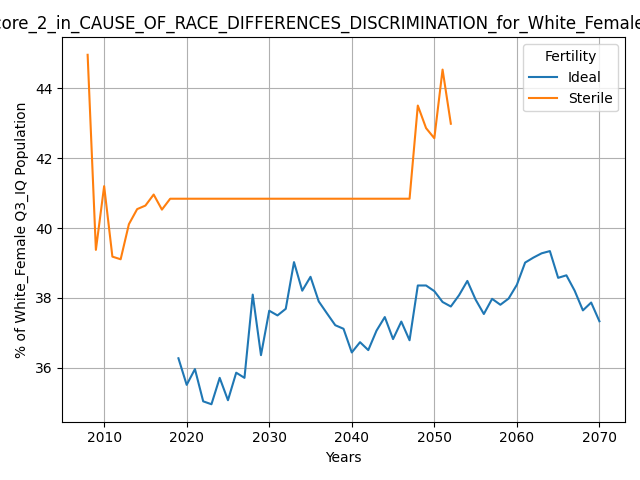 core_2_in_CAUSE_OF_RACE_DIFFERENCES_DISCRIMINATION_for_White_Female
Fertility
Ideal
Sterile
% of White_Female Q3_IQ Population
44
42
40
38
36
2010 2020 2030 2040 2050 2060 2070
Years